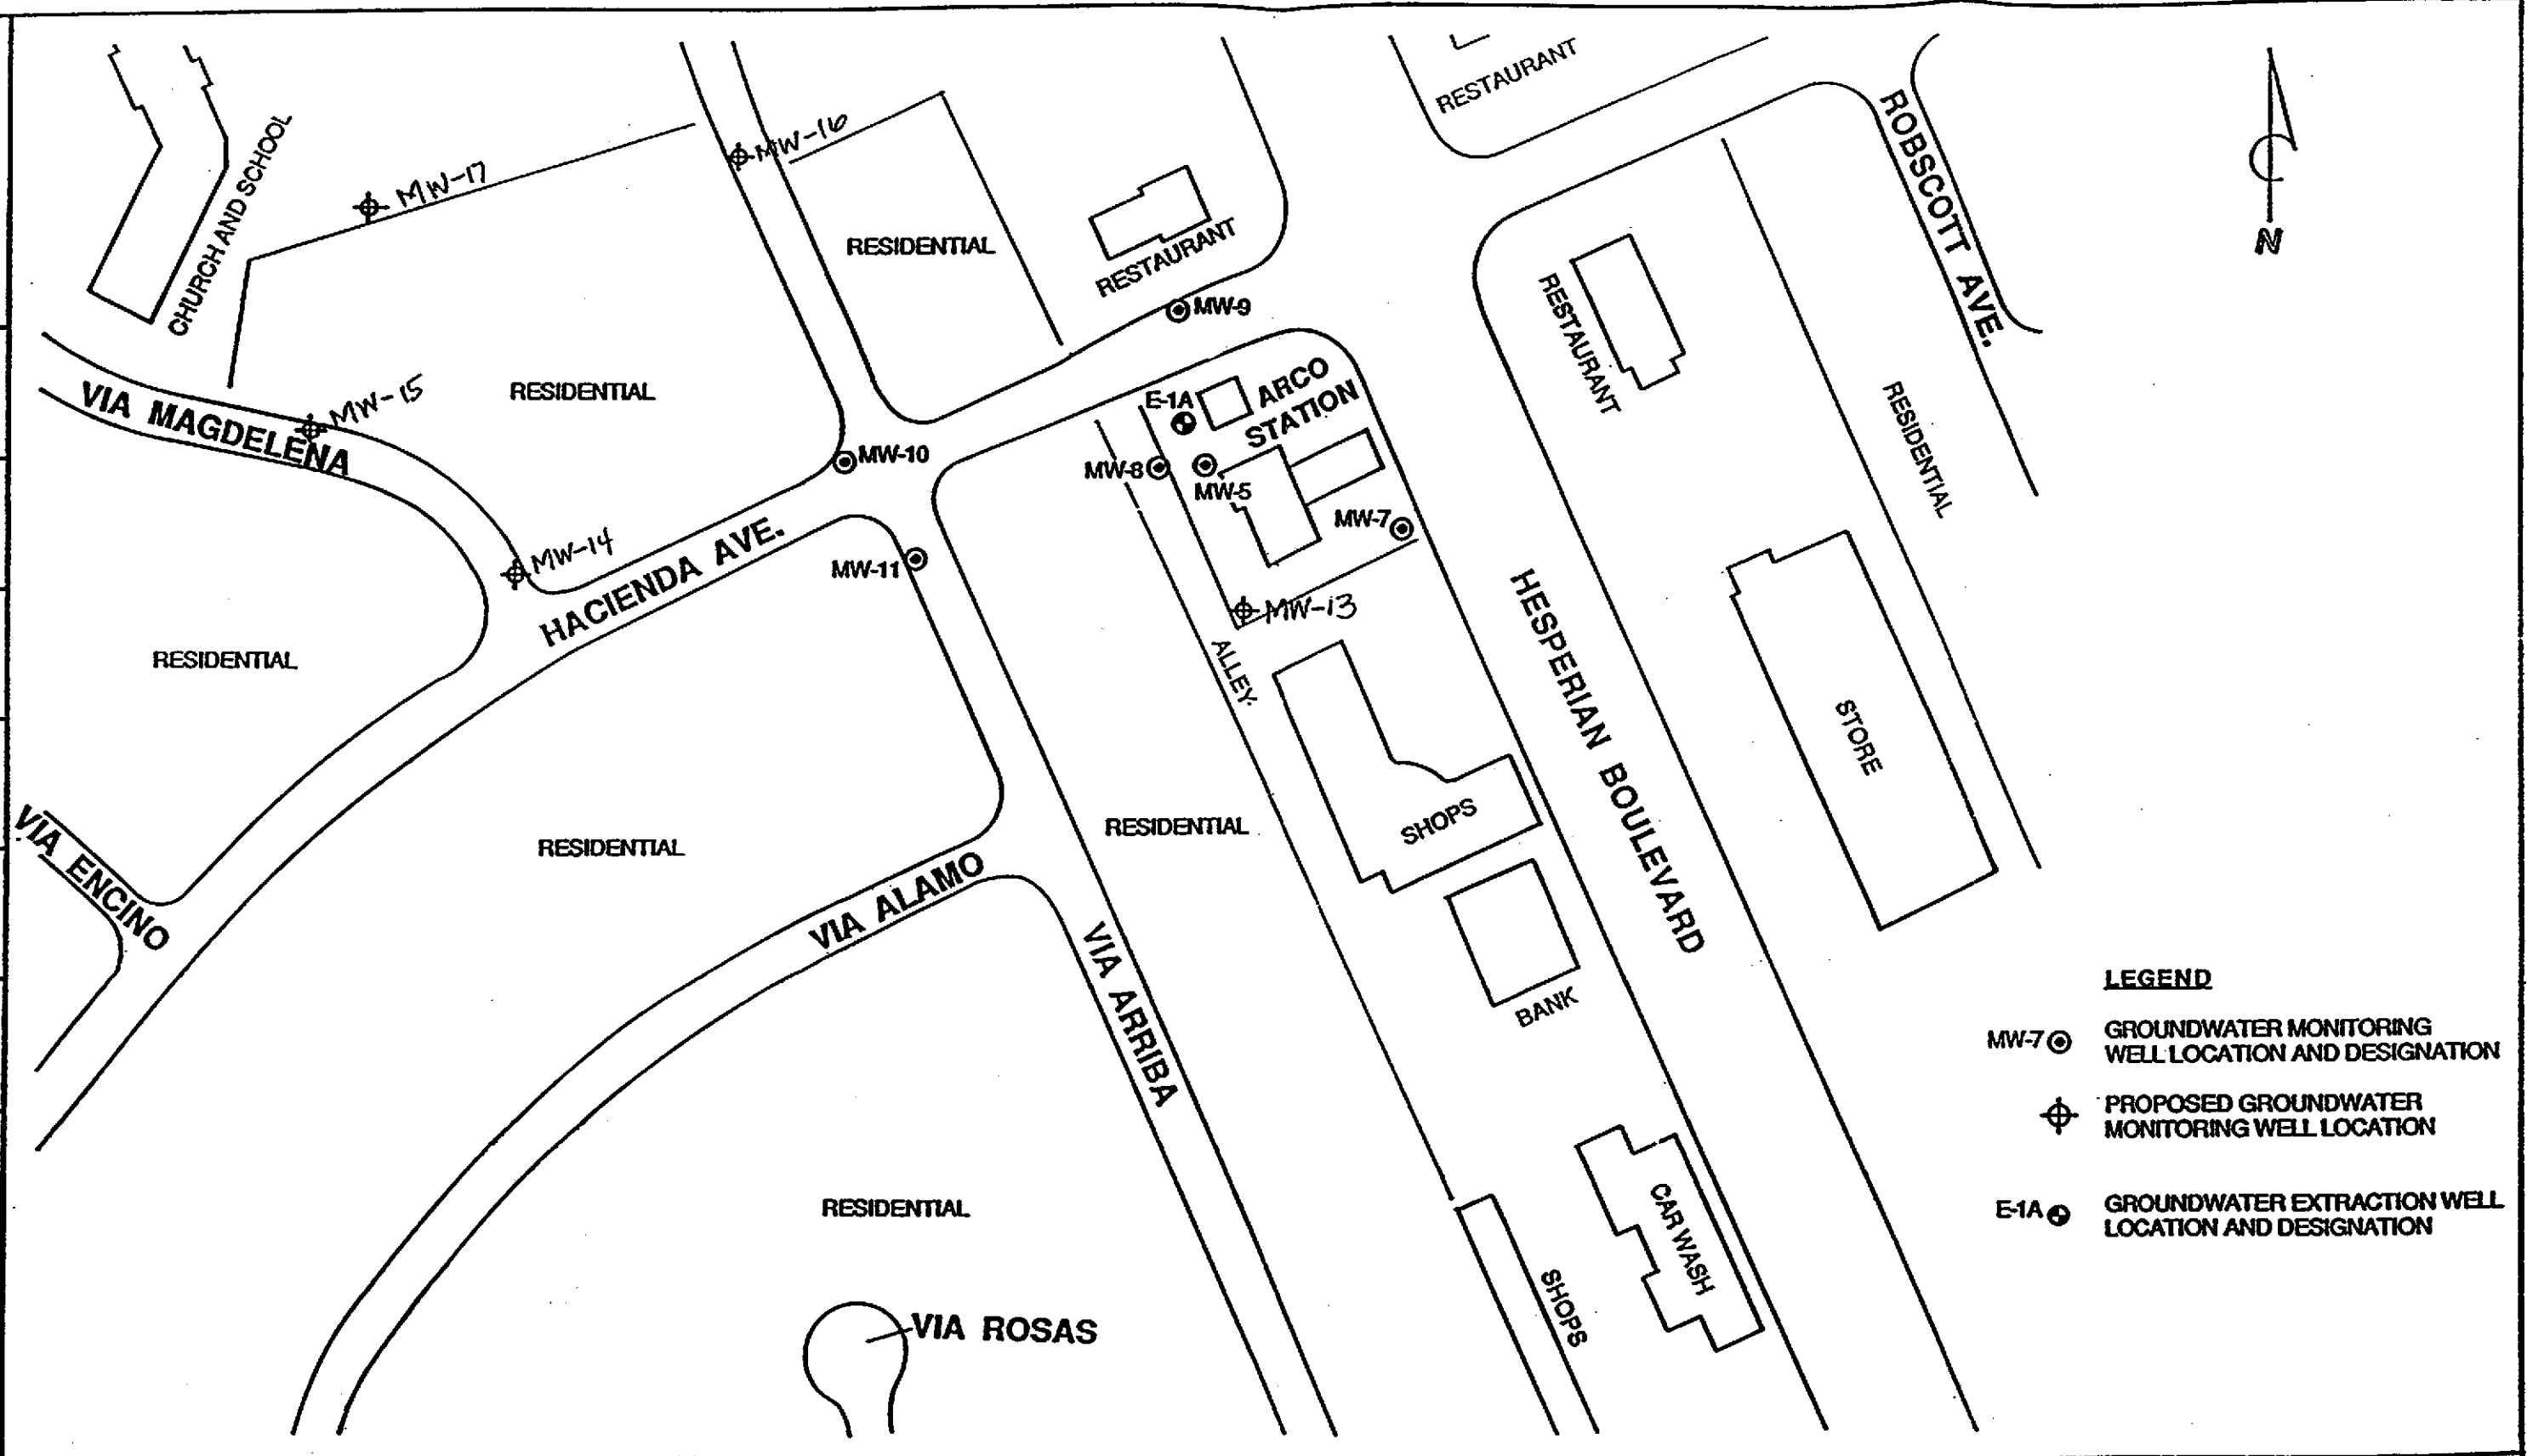 RESTAURANT
ROBSCOTT AVE.
N
CHURCH AND SCHOOL
MW-17
MW-16
RESIDENTIAL
RESTAURANT
MW-9
RESTAURANT
RESIDENTIAL
VIA MAGDELENA
MW-15
RESIDENTIAL
E-1A
ARCO
STATION
MW-10
MW-8
MW-5
MW-7
MW-14
HACIENDA AVE.
MW-11
MW-13
ALLEY
HESPERIAN BOULEVARD
RESIDENTIAL
STORE
VIA ENCINO
RESIDENTIAL
RESIDENTIAL
SHOPS
VIA ALAMO
VIA ARRIBA
BANK
RESIDENTIAL
CAR WASH
SHOPS
VIA ROSAS
LEGEND
MW-7
GROUNDWATER MONITORING
WELL LOCATION AND DESIGNATION
PROPOSED GROUNDWATER
MONITORING WELL LOCATION
E-1A
GROUNDWATER EXTRACTION WELL
LOCATION AND DESIGNATION